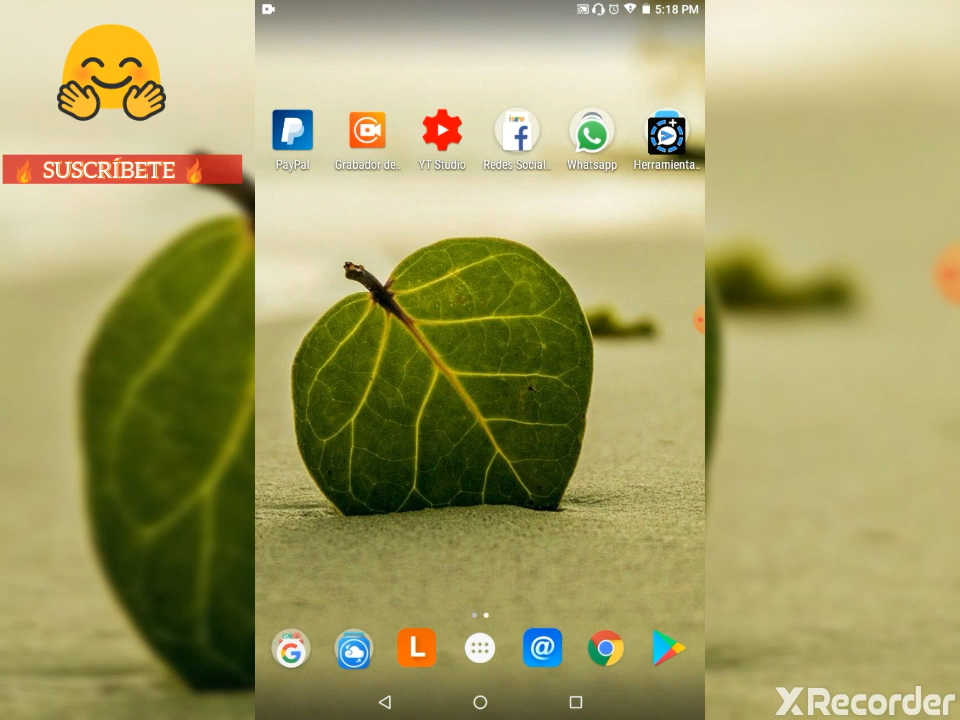 5:18 PM
PayPal
Grabador de..
YT Studio
Redes Social..
Whatsapp
Herramienta..
SUSCRÍBETE
L
@
XRecorder